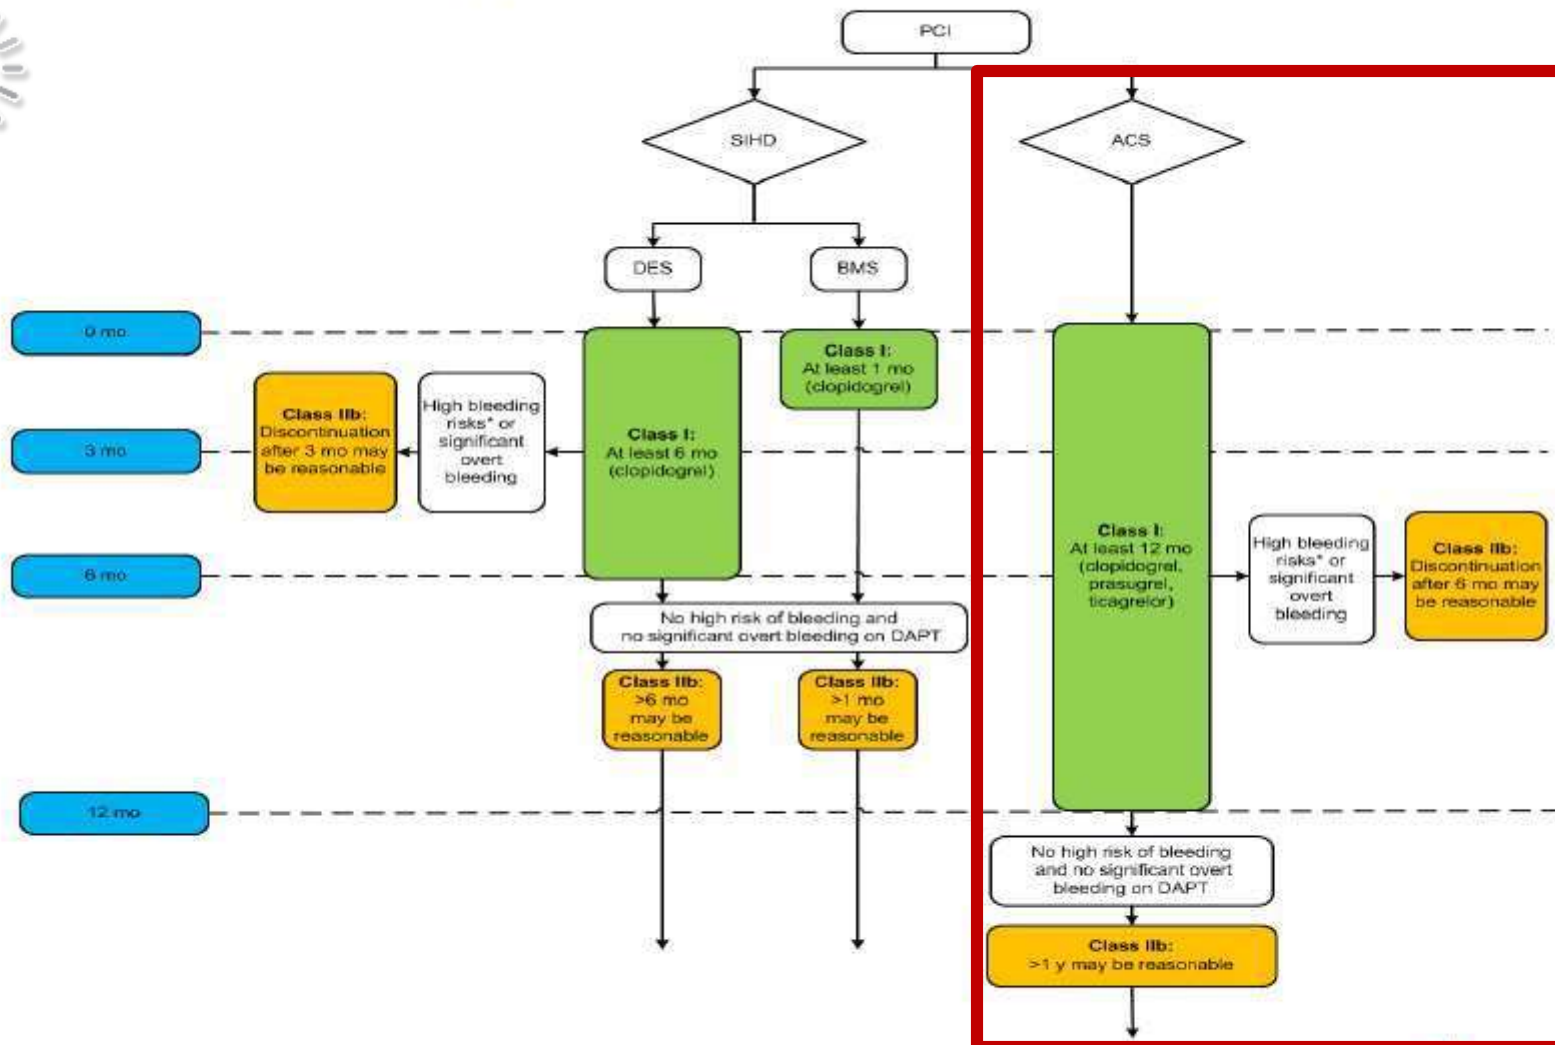 PCI
SIHD
ACS
DES
BMS
0 mo
3 mo
6 mo
12 mo
Class IIb:
Discontinuation
after 3 mo may
be reasonable
High bleeding
risks* or
significant
overt
bleeding
Class I:
At least 6 mo
(clopidogrel)
Class I:
At least 1 mo
(clopidogrel)
Class I:
At least 12 mo
(clopidogrel,
prasugrel,
ticagrelor)
High bleeding
risks* or
significant
overt
bleeding
Class IIb:
Discontinuation
after 6 mo may
be reasonable
No high risk of bleeding and
no significant overt bleeding on DAPT
Class IIb:
>6 mo
may be
reasonable
Class IIb:
>1 mo
may be
reasonable
No high risk of bleeding
and no significant overt
bleeding on DAPT
Class IIb:
>1 y may be reasonable